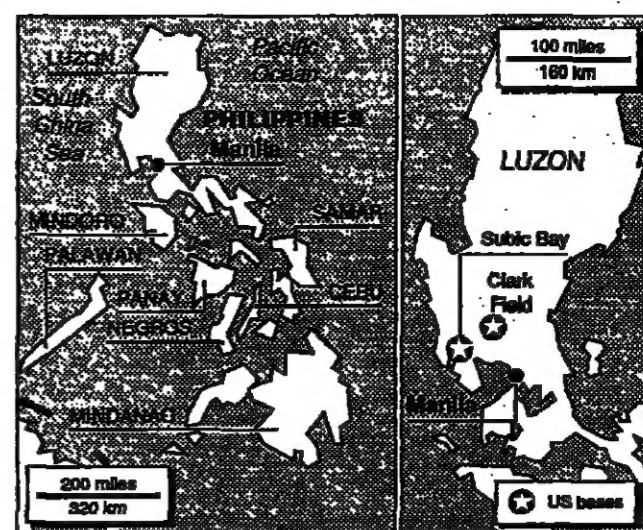 LUZON
Pacific
Ocean
South
China
Sea
PHILIPPINES
Manila
MINDORO
SAMAR
PALAWAN
PANAY
CEBU
NEGROS
MINDANAO
200 miles
320 km
100 miles
160 km
LUZON
Subic Bay
Clark
Field
Manila
US bases